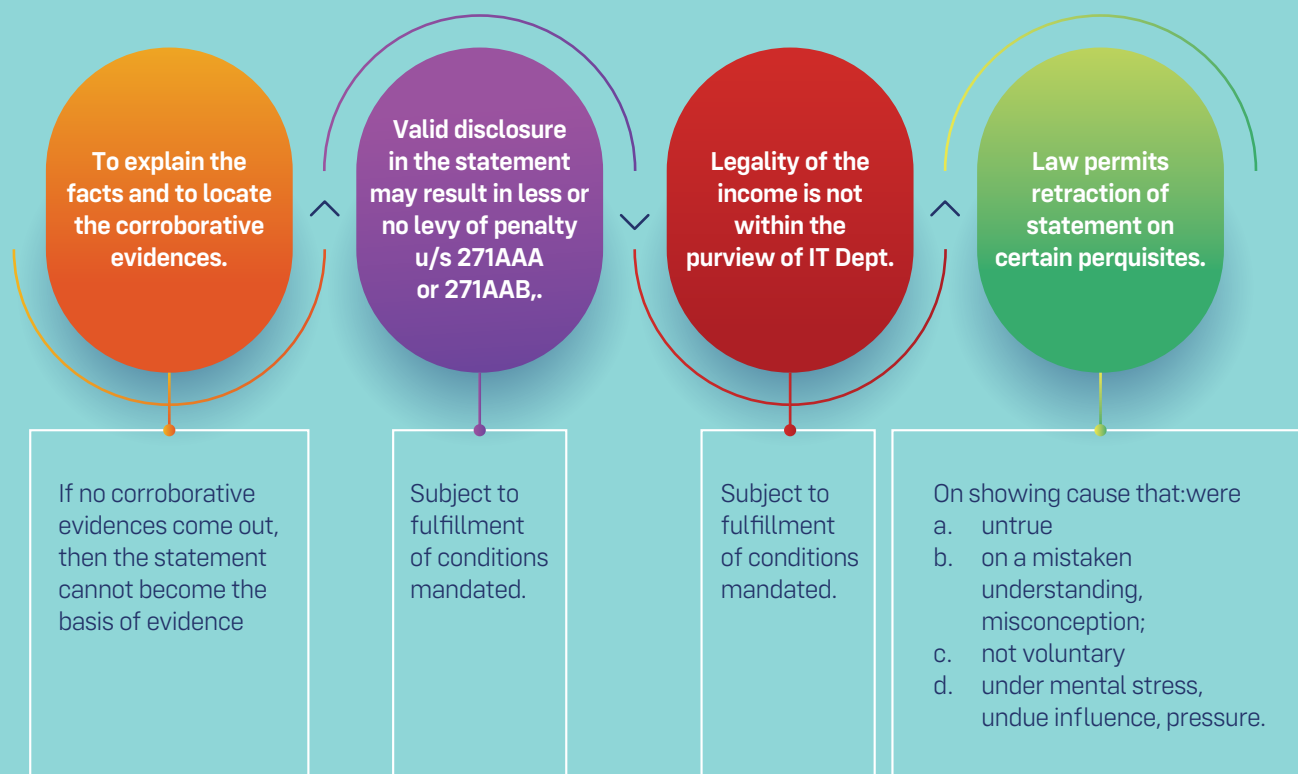 To explain the
facts and to locate
the corroborative
evidences.
Valid disclosure
in the statement
may result in less or
no levy of penalty
u/s 271AAA
or 271AAB,.
Legality of the
income is not
within the
purview of IT Dept.
Law permits
retraction of
statement on
certain perquisites.
If no corroborative
evidences come out,
then the statement
cannot become the
basis of evidence
Subject to
fulfillment
of conditions
mandated.
Subject to
fulfillment
of conditions
mandated.
On showing cause that:were
a. untrue
b. on a mistaken
understanding,
misconception;
c. not voluntary
d. under mental stress,
undue influence, pressure.